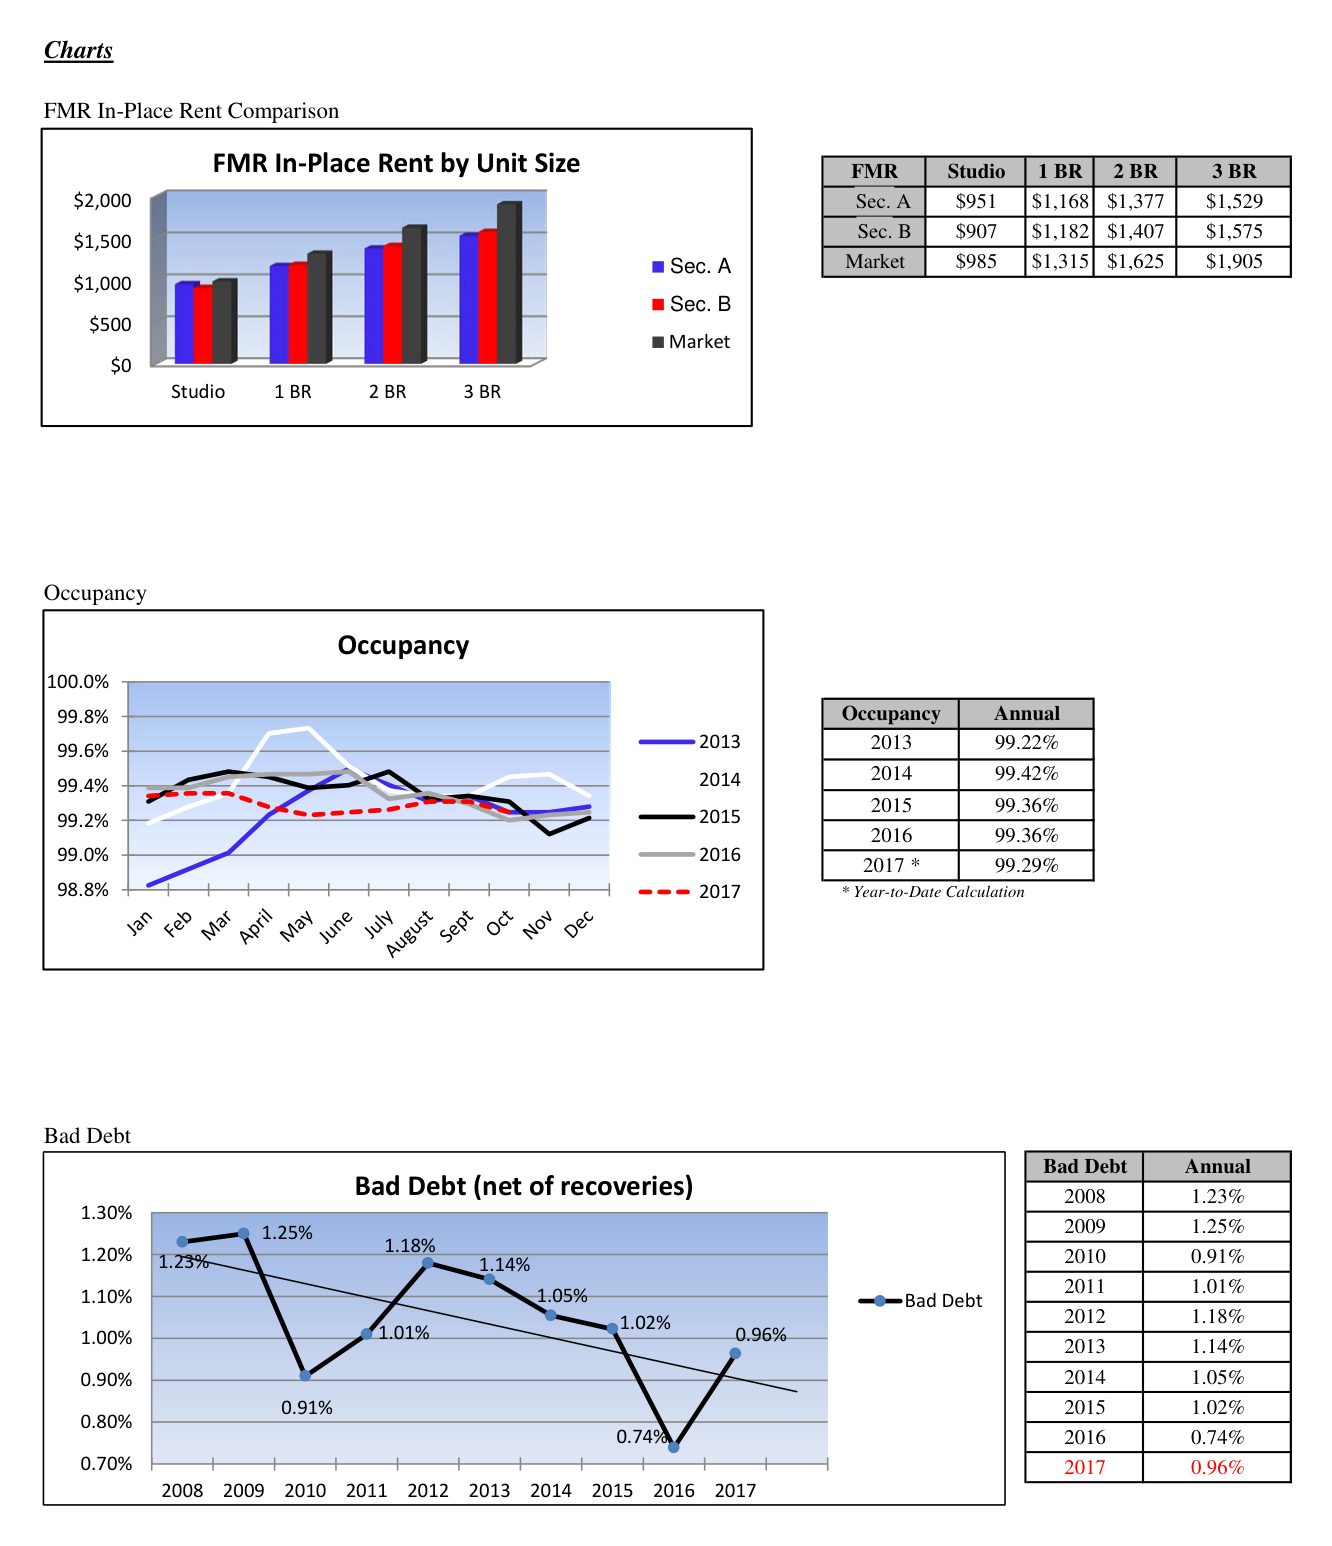 Charts
FMR In-Place Rent Comparison
FMR In-Place Rent by Unit Size
$2,000
$1,500
$1,000
$500
$0
Studio 1 BR 2 BR 3 BR
Sec. A
Sec. B
Market
FMR Studio 1 BR 2 BR 3 BR
Sec. A $951 $1,168 $1,377 $1,529
Sec. B $907 $1,182 $1,407 $1,575
Market $985 $1,315 $1,625 $1,905
Occupancy
Occupancy
100.0%
99.8%
99.6%
99.4%
99.2%
99.0%
98.8%
Jan Feb Mar April May June July August Sept Oct Nov Dec
2013
2014
2015
2016
2017
Occupancy Annual
2013 99.22%
2014 99.42%
2015 99.36%
2016 99.36%
2017 * 99.29%
* Year-to-Date Calculation
Bad Debt
Bad Debt (net of recoveries)
1.30%
1.20%
1.10%
1.00%
0.90%
0.80%
0.70%
1.23%
1.25%
0.91%
1.01%
1.18%
1.14%
1.05%
1.02%
0.74%
0.96%
2008 2009 2010 2011 2012 2013 2014 2015 2016 2017
Bad Debt
Bad Debt Annual
2008 1.23%
2009 1.25%
2010 0.91%
2011 1.01%
2012 1.18%
2013 1.14%
2014 1.05%
2015 1.02%
2016 0.74%
2017 0.96%